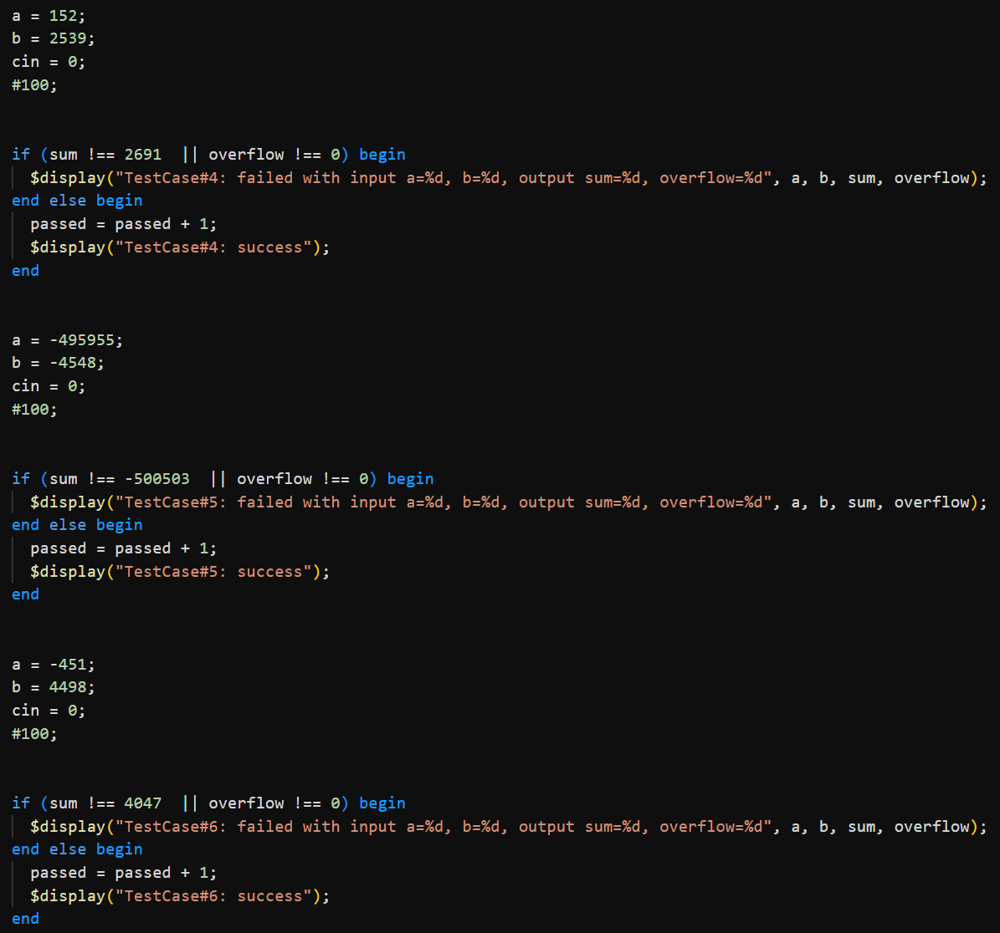 a = 152;
b = 2539;
cin = 0;
#100;
if (sum !== 2691  || overflow !== 0) begin
  $display("TestCase#4: failed with input a=%d, b=%d, output sum=%d, overflow=%d", a, b, sum, overflow);
end else begin
  passed = passed + 1;
  $display("TestCase#4: success");
end
a = -495955;
b = -4548;
cin = 0;
#100;
if (sum !== -500503  || overflow !== 0) begin
  $display("TestCase#5: failed with input a=%d, b=%d, output sum=%d, overflow=%d", a, b, sum, overflow);
end else begin
  passed = passed + 1;
  $display("TestCase#5: success");
end
a = -451;
b = 4498;
cin = 0;
#100;
if (sum !== 4047  || overflow !== 0) begin
  $display("TestCase#6: failed with input a=%d, b=%d, output sum=%d, overflow=%d", a, b, sum, overflow);
end else begin
  passed = passed + 1;
  $display("TestCase#6: success");
end